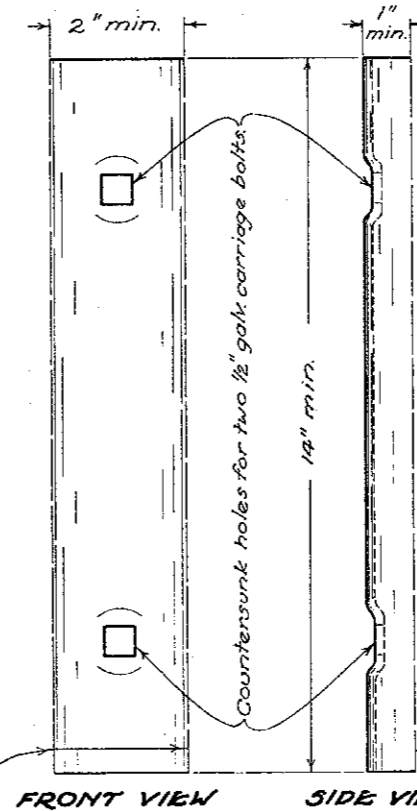 2" min.
1"
min.
Countersunk holes for two 1/2" galv. carriage bolts.
14" min.
FRONT VIEW
SIDE VI